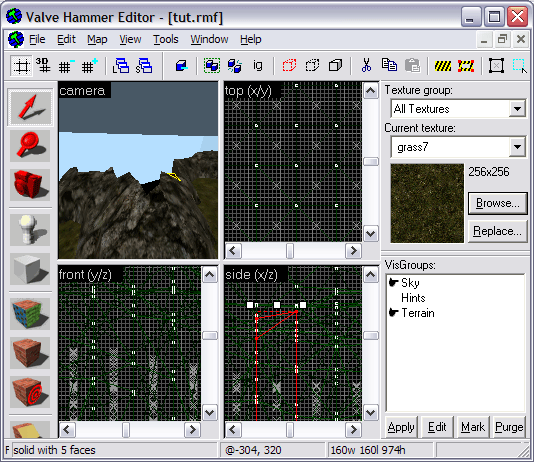 Valve Hammer Editor - [tut.rmf]
File Edit Map View Tools Window Help
3D ig
camera
top (x/y)
front (y/z)
side (x/z)
Texture group:
All Textures
Current texture:
grass7
256x256
Browse...
Replace...
VisGroups:
Sky
Hints
Terrain
Apply Edit Mark Purge
F solid with 5 faces @-304, 320 160w 160l 974h